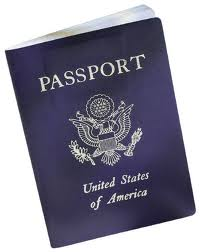 PASSPORT
United States
of America